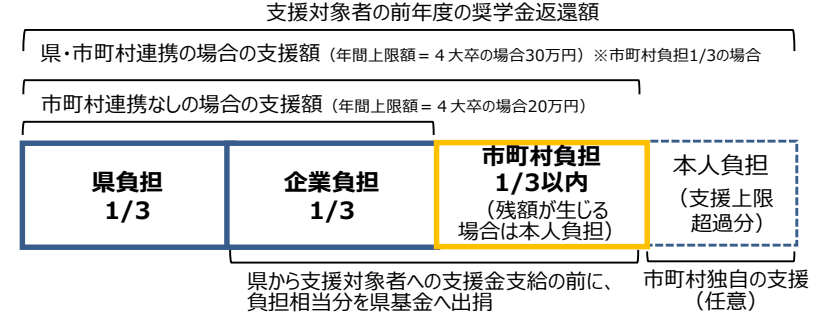 支援対象者の前年度の奨学金返還額
県・市町村連携の場合の支援額（年間上限額＝４大卒の場合30万円）※市町村負担1/3の場合
市町村連携なしの場合の支援額（年間上限額＝４大卒の場合20万円）
県負担
1/3
企業負担
1/3
市町村負担
1/3以内
（残額が生じる
場合は本人負担）
本人負担
（支援上限
超過分）
県から支援対象者への支援金支給の前に、
負担相当分を県基金へ出捐
市町村独自の支援
（任意）